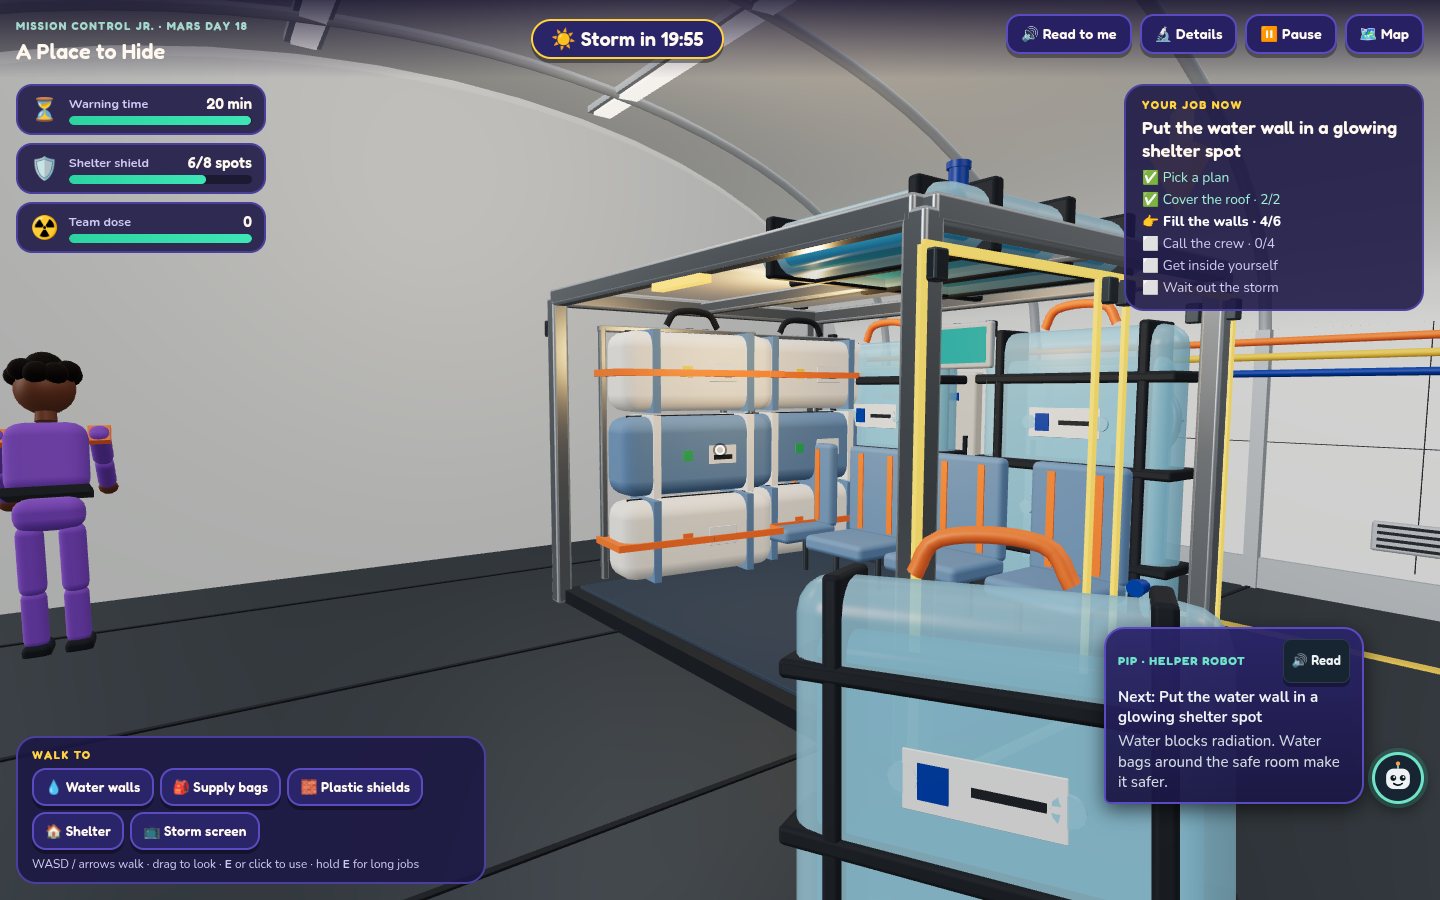 MISSION CONTROL JR. · MARS DAY 18
A Place to Hide
Warning time 20 min
Shelter shield 6/8 spots
Team dose 0
Storm in 19:55
Read to me
Details
Pause
Map
YOUR JOB NOW
Put the water wall in a glowing
shelter spot
Pick a plan
Cover the roof · 2/2
Fill the walls · 4/6
Call the crew · 0/4
Get inside yourself
Wait out the storm
PIP · HELPER ROBOT
Read
Next: Put the water wall in a
glowing shelter spot
Water blocks radiation. Water
bags around the safe room make
it safer.
WALK TO
Water walls
Supply bags
Plastic shields
Shelter
Storm screen
WASD / arrows walk · drag to look · E or click to use · hold E for long jobs